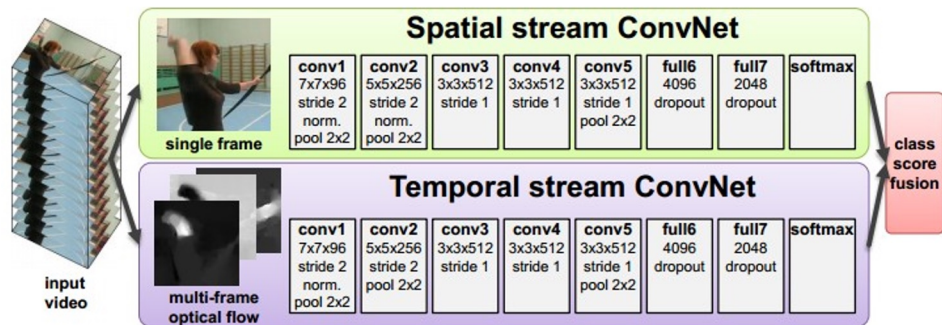 input
video
Spatial stream ConvNet
single frame
conv1
7x7x96
stride 2
norm.
pool 2x2
conv2
5x5x256
stride 2
norm.
pool 2x2
conv3
3x3x512
stride 1
conv4
3x3x512
stride 1
conv5
3x3x512
stride 1
pool 2x2
full6
4096
dropout
full7
2048
dropout
softmax
Temporal stream ConvNet
multi-frame
optical flow
conv1
7x7x96
stride 2
norm.
pool 2x2
conv2
5x5x256
stride 2
pool 2x2
conv3
3x3x512
stride 1
conv4
3x3x512
stride 1
conv5
3x3x512
stride 1
pool 2x2
full6
4096
dropout
full7
2048
dropout
softmax
class
score
fusion